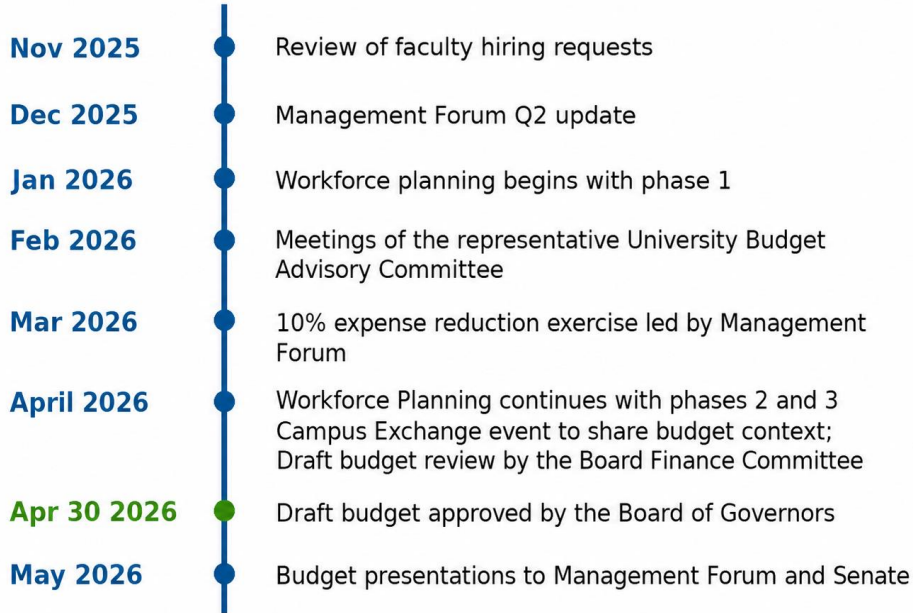 Nov 2025
Review of faculty hiring requests
Dec 2025
Management Forum Q2 update
Jan 2026
Workforce planning begins with phase 1
Feb 2026
Meetings of the representative University Budget
Advisory Committee
Mar 2026
10% expense reduction exercise led by Management
Forum
April 2026
Workforce Planning continues with phases 2 and 3
Campus Exchange event to share budget context;
Draft budget review by the Board Finance Committee
Apr 30 2026
Draft budget approved by the Board of Governors
May 2026
Budget presentations to Management Forum and Senate